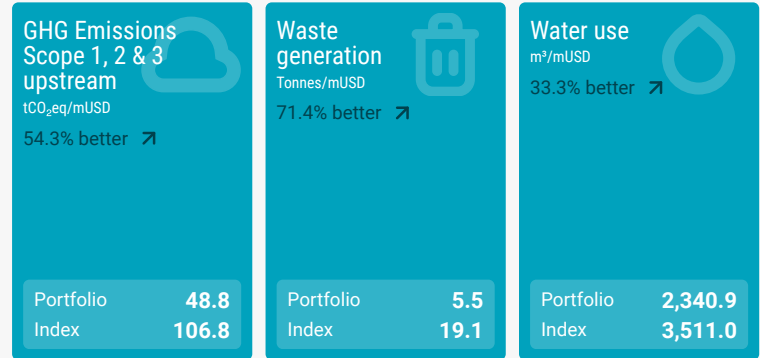 GHG Emissions
Scope 1, 2 & 3
upstream
tCO₂eq/mUSD
54.3% better
Portfolio 48.8
Index 106.8
Waste
generation
Tonnes/mUSD
71.4% better
Portfolio 5.5
Index 19.1
Water use
m³/mUSD
33.3% better
Portfolio 2,340.9
Index 3,511.0